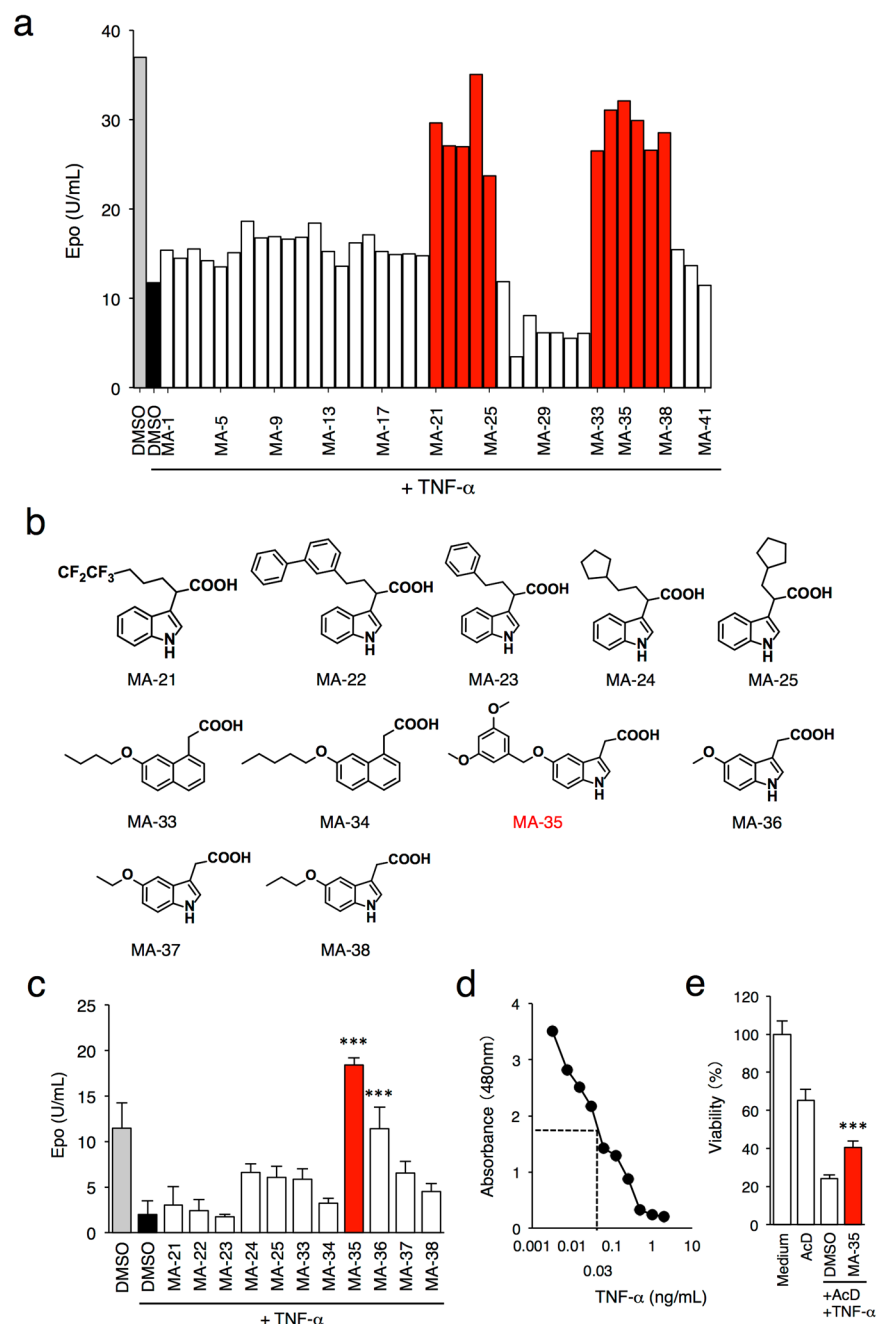 a
40
30
20
10
0
Epo (U/mL)
DMSO
DMSO
MA-1
MA-5
MA-9
MA-13
MA-17
MA-21
MA-25
MA-29
MA-33
MA-35
MA-38
MA-41
+ TNF-α
b
CF2CF3
COOH
N
H
MA-21
COOH
N
H
MA-22
COOH
N
H
MA-23
COOH
N
H
MA-24
COOH
N
H
MA-25
O
COOH
MA-33
O
COOH
MA-34
O
O
O
COOH
N
H
MA-35
O
COOH
N
H
MA-36
O
COOH
N
H
MA-37
O
COOH
N
H
MA-38
c
25
20
15
10
5
0
Epo (U/mL)
***
***
DMSO
DMSO
MA-21
MA-22
MA-23
MA-24
MA-25
MA-33
MA-34
MA-35
MA-36
MA-37
MA-38
+ TNF-α
d
4
3
2
1
0
Absorbance (480nm)
0.001
0.01
0.1
1
10
0.03
TNF-α (ng/mL)
e
120
100
80
60
40
20
0
Viability (%)
***
Medium
AcD
DMSO
MA-35
+AcD
+TNF-α